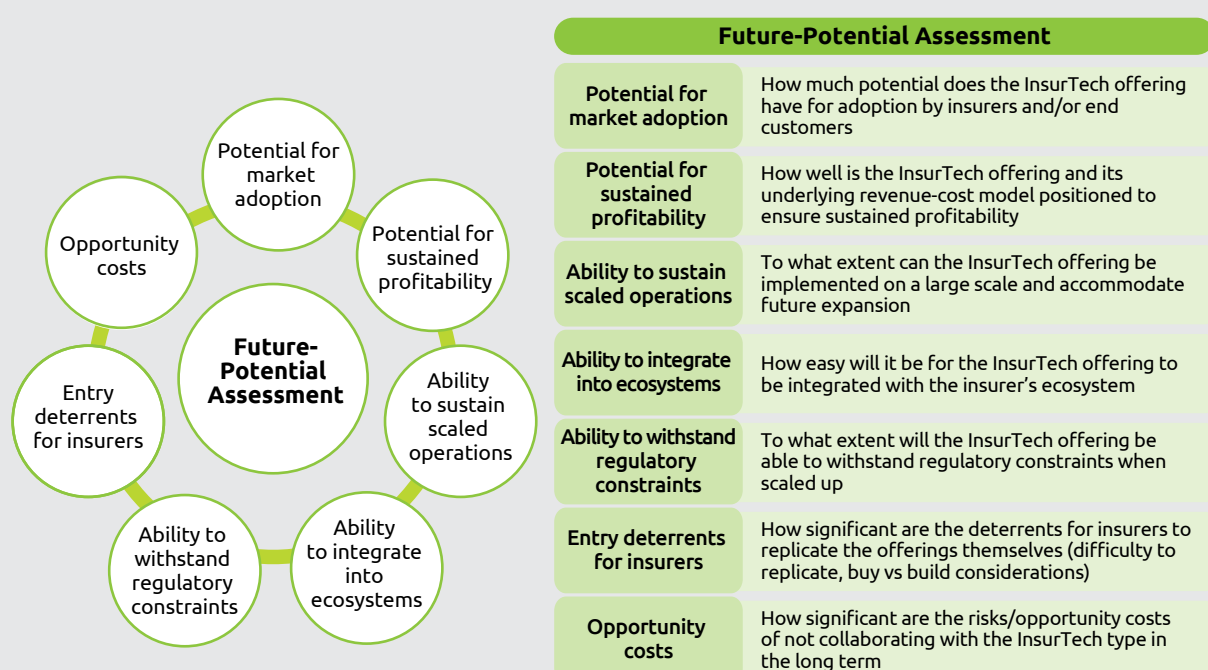 Potential for
market
adoption
Potential for
sustained
profitability
Ability
to sustain
scaled
operations
Ability
to integrate
into
ecosystems
Ability to
withstand
regulatory
constraints
Entry
deterrents
for insurers
Opportunity
costs
Future-
Potential
Assessment
Future-Potential Assessment
Potential for
market adoption
How much potential does the InsurTech offering
have for adoption by insurers and/or end
customers
Potential for
sustained
profitability
How well is the InsurTech offering and its
underlying revenue-cost model positioned to
ensure sustained profitability
Ability to sustain
scaled operations
To what extent can the InsurTech offering be
implemented on a large scale and accommodate
future expansion
Ability to integrate
into ecosystems
How easy will it be for the InsurTech offering to
be integrated with the insurer’s ecosystem
Ability to withstand
regulatory
constraints
To what extent will the InsurTech offering be
able to withstand regulatory constraints when
scaled up
Entry deterrents
for insurers
How significant are the deterrents for insurers to
replicate the offerings themselves (difficulty to
replicate, buy vs build considerations)
Opportunity
costs
How significant are the risks/opportunity costs
of not collaborating with the InsurTech type in
the long term